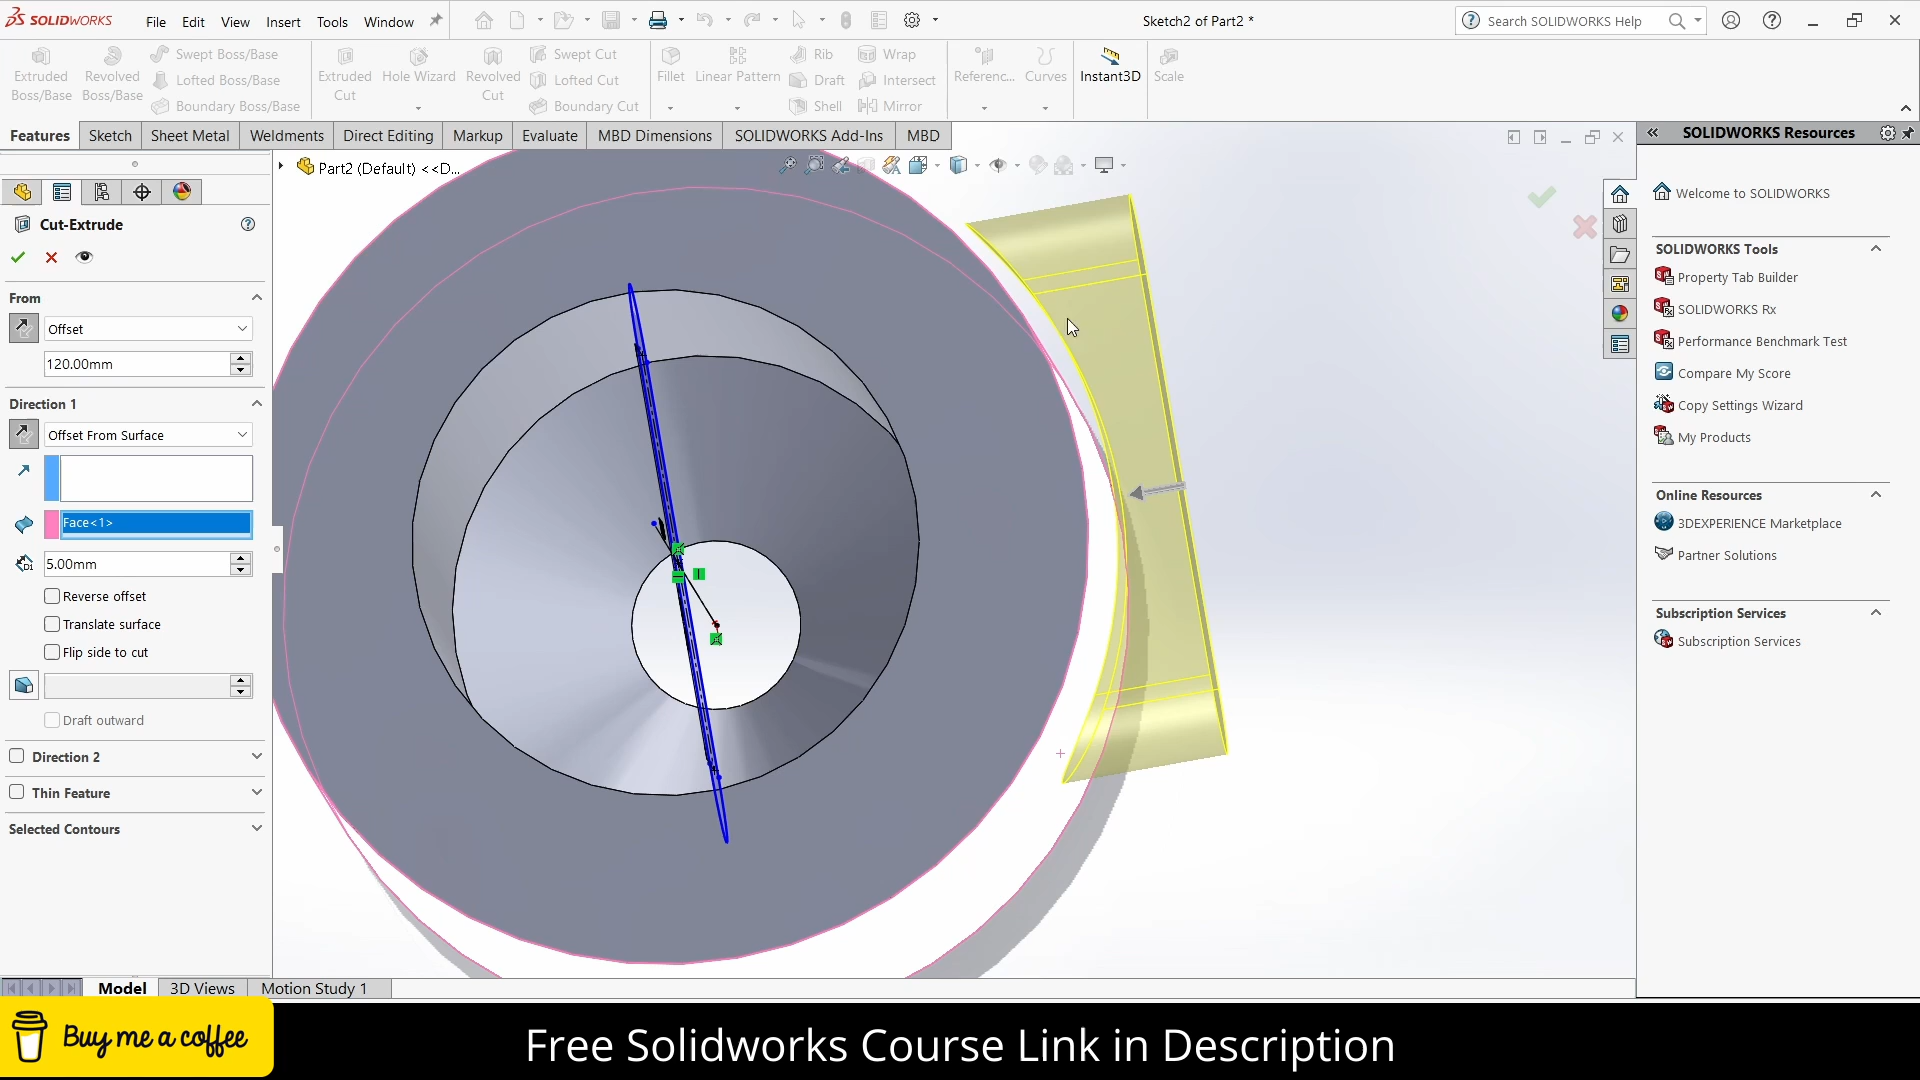 SOLIDWORKS File Edit View Insert Tools Window Sketch2 of Part2 * Search SOLIDWORKS Help
Extruded Boss/Base
Revolved Boss/Base
Swept Boss/Base
Lofted Boss/Base
Boundary Boss/Base
Extruded Cut
Hole Wizard
Revolved Cut
Swept Cut
Lofted Cut
Boundary Cut
Fillet
Linear Pattern
Rib
Draft
Shell
Wrap
Intersect
Mirror
Referenc...
Curves
Instant3D
Scale
Features Sketch Sheet Metal Weldments Direct Editing Markup Evaluate MBD Dimensions SOLIDWORKS Add-Ins MBD
Part2 (Default) <<D...
Cut-Extrude
From
Offset
120.00mm
Direction 1
Offset From Surface
Face<1>
5.00mm
Reverse offset
Translate surface
Flip side to cut
Draft outward
Direction 2
Thin Feature
Selected Contours
SOLIDWORKS Resources
Welcome to SOLIDWORKS
SOLIDWORKS Tools
Property Tab Builder
SOLIDWORKS Rx
Performance Benchmark Test
Compare My Score
Copy Settings Wizard
My Products
Online Resources
3DEXPERIENCE Marketplace
Partner Solutions
Subscription Services
Subscription Services
Model 3D Views Motion Study 1
Buy me a coffee
Free Solidworks Course Link in Description